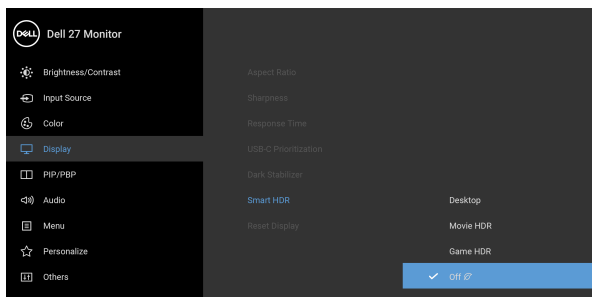 DELL Dell 27 Monitor
Brightness/Contrast
Aspect Ratio
Input Source
Sharpness
Color
Response Time
Display
USB-C Prioritization
PIP/PBP
Dark Stabilizer
Audio
Smart HDR
Desktop
Menu
Reset Display
Movie HDR
Personalize
Game HDR
Others
Off